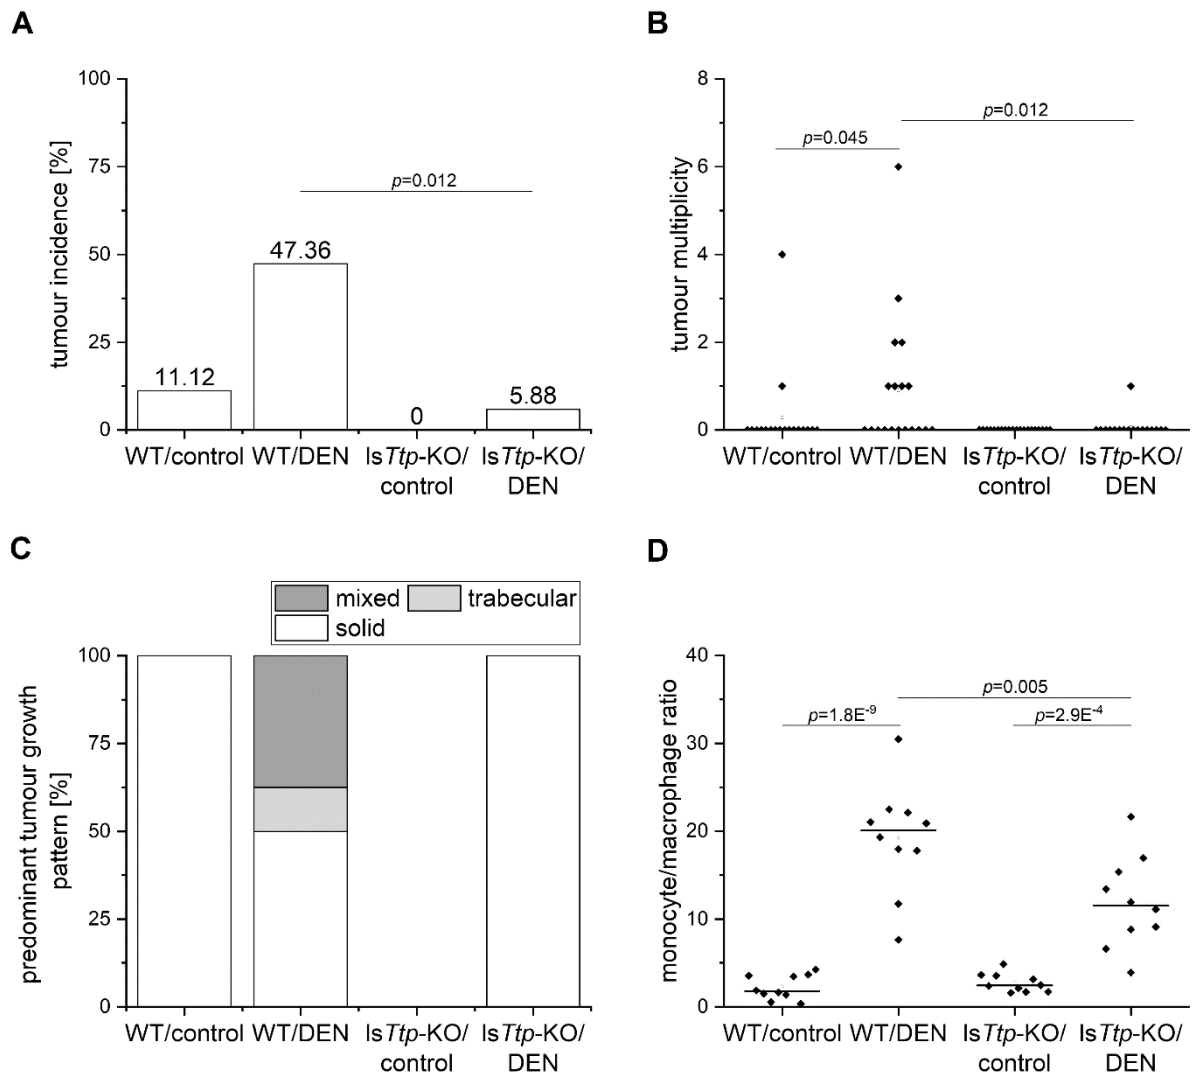 A
100
75
50
25
0
tumour incidence [%]
p=0.012
11.12
47.36
0
5.88
WT/control
WT/DEN
lsTtp-KO/
control
lsTtp-KO/
DEN
B
8
6
4
2
0
tumour multiplicity
p=0.045
p=0.012
WT/control
WT/DEN
lsTtp-KO/
control
lsTtp-KO/
DEN
C
mixed
trabecular
solid
100
75
50
25
0
predominant tumour growth
pattern [%]
WT/control
WT/DEN
lsTtp-KO/
control
lsTtp-KO/
DEN
D
40
30
20
10
0
monocyte/macrophage ratio
p=1.8E⁻⁹
p=0.005
p=2.9E⁻⁴
WT/control
WT/DEN
lsTtp-KO/
control
lsTtp-KO/
DEN